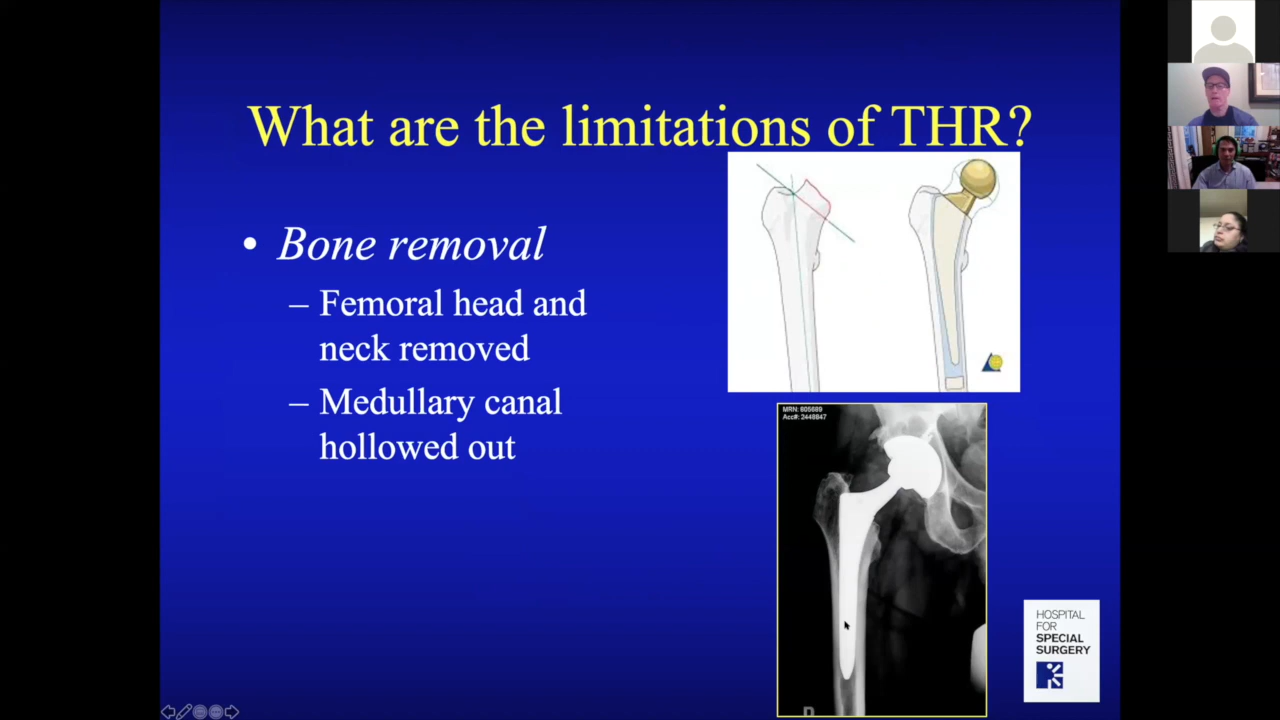 What are the limitations of THR?
• Bone removal
– Femoral head and
neck removed
– Medullary canal
hollowed out
MRN: 805689
Acc#: 2448847
D
HOSPITAL
FOR
SPECIAL
SURGERY